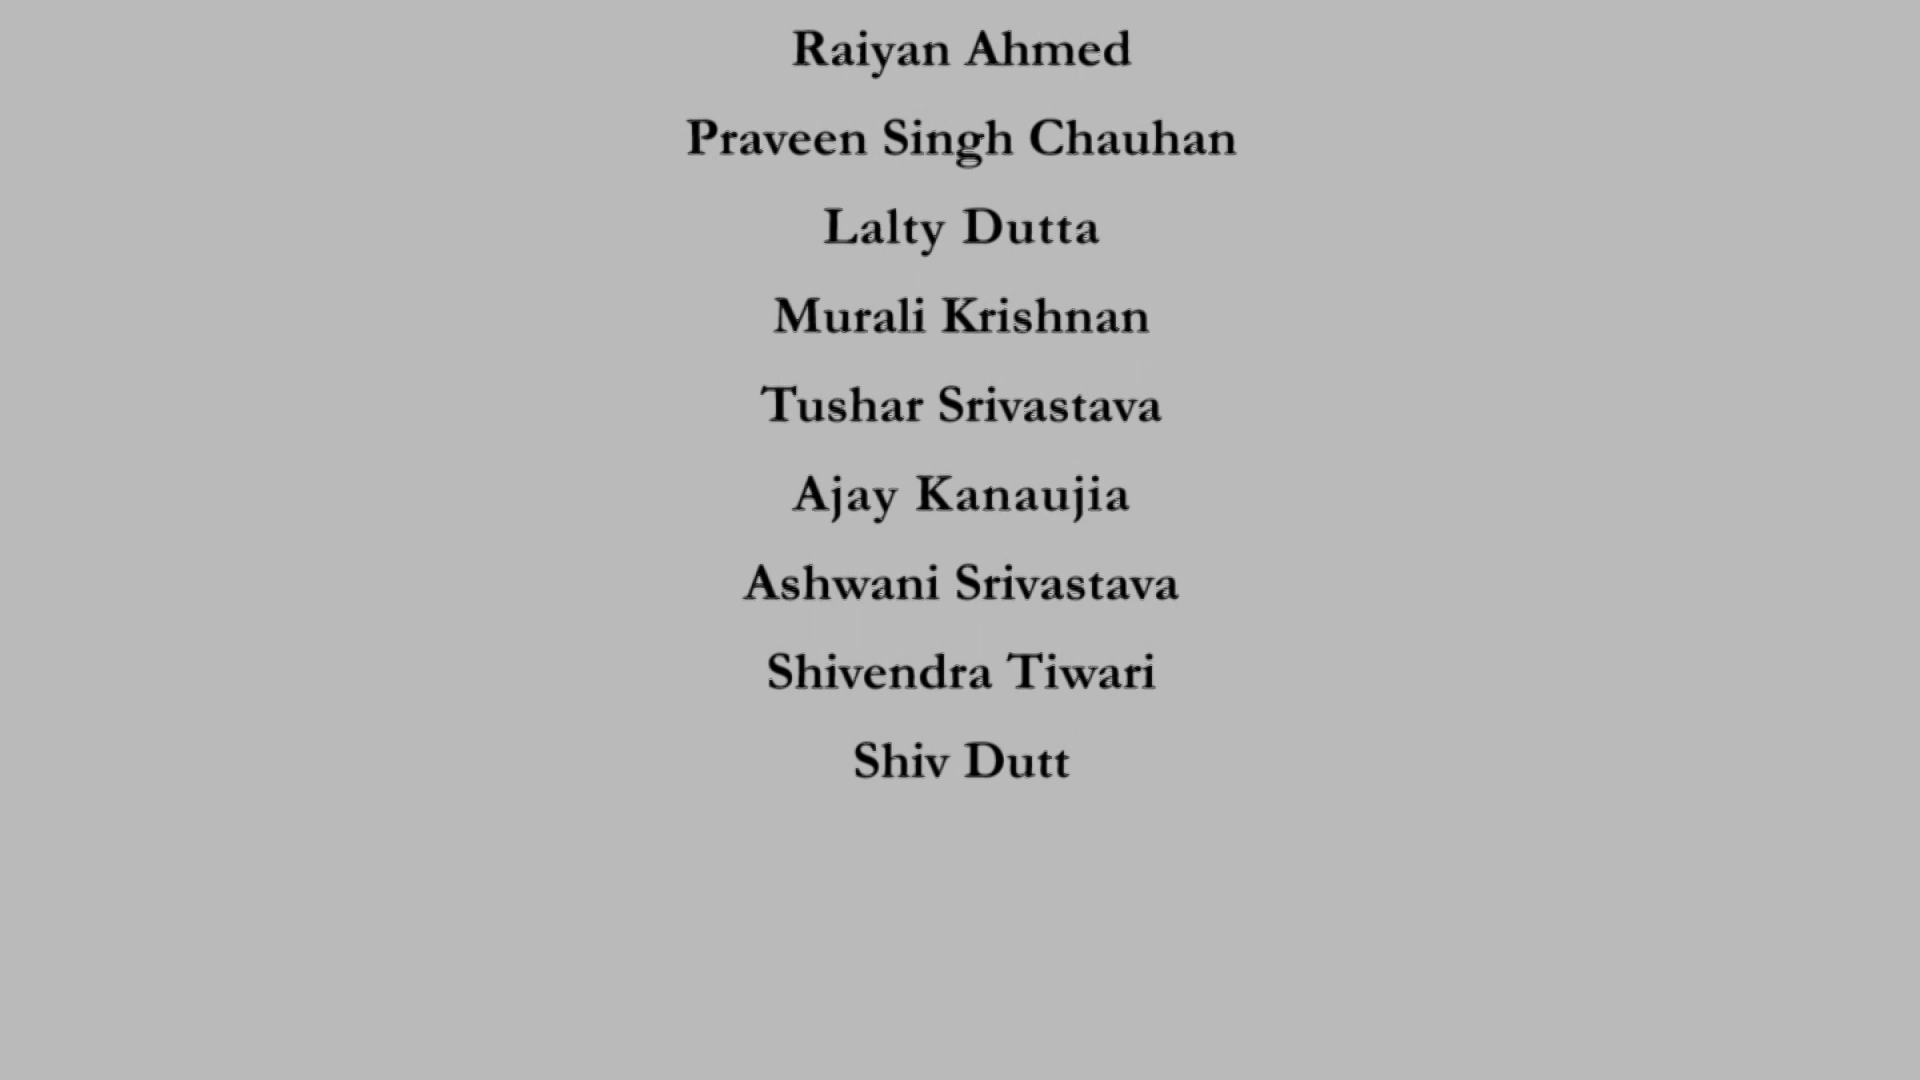 Raiyan Ahmed
Praveen Singh Chauhan
Lalty Dutta
Murali Krishnan
Tushar Srivastava
Ajay Kanaujia
Ashwani Srivastava
Shivendra Tiwari
Shiv Dutt